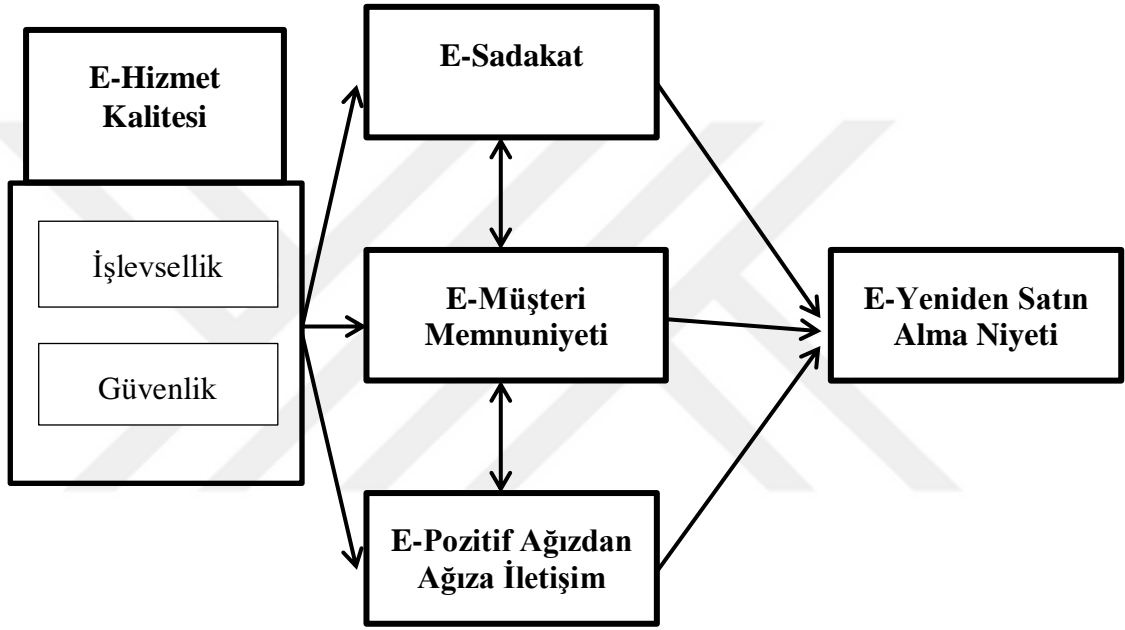 E-Hizmet
Kalitesi
İşlevsellik
Güvenlik
E-Sadakat
E-Müşteri
Memnuniyeti
E-Pozitif Ağızdan
Ağıza İletişim
E-Yeniden Satın
Alma Niyeti